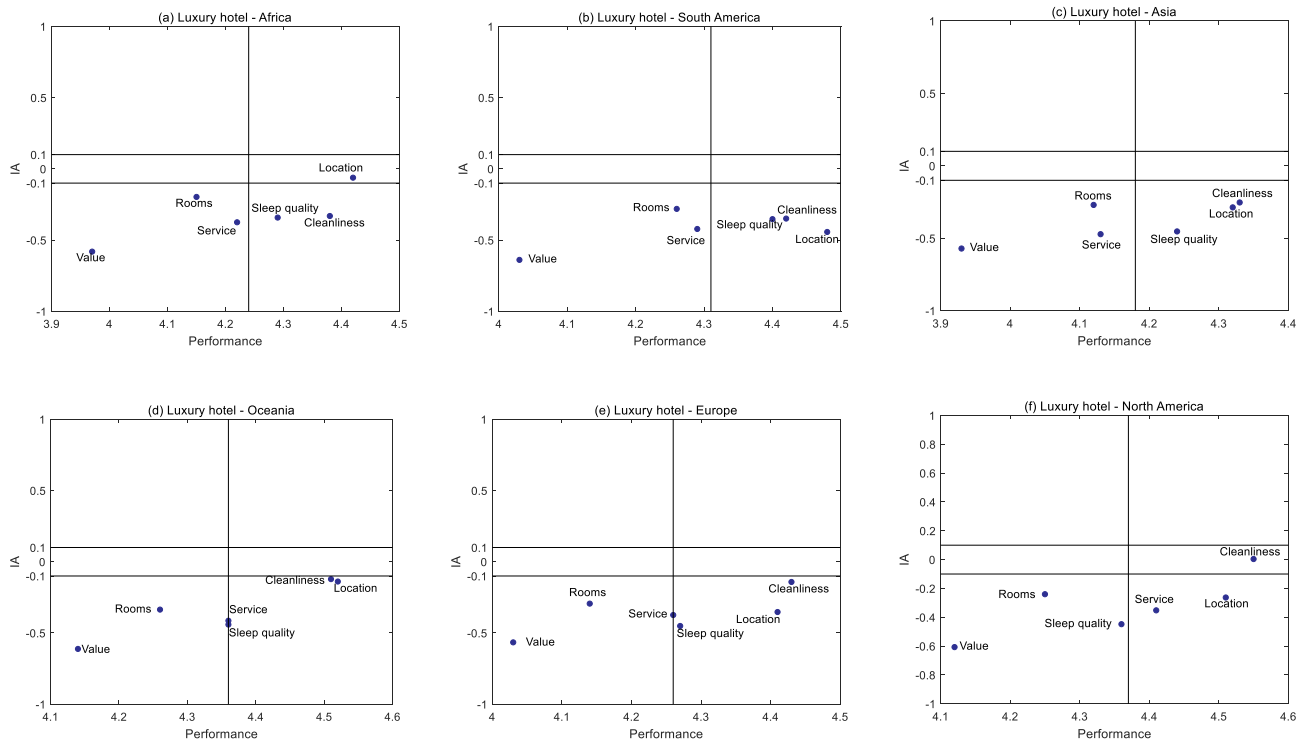 (a) Luxury hotel - Africa
1
0.5
0.1
0
-0.1
-0.5
-1
IA
Location
Rooms
Sleep quality
Cleanliness
Service
Value
3.9 4 4.1 4.2 4.3 4.4 4.5
Performance
(b) Luxury hotel - South America
1
0.5
0.1
0
-0.1
-0.5
-1
IA
Rooms
Cleanliness
Sleep quality
Service
Location
Value
4 4.1 4.2 4.3 4.4 4.5
Performance
(c) Luxury hotel - Asia
1
0.5
0.1
0
-0.1
-0.5
-1
IA
Rooms
Cleanliness
Location
Service
Sleep quality
Value
3.9 4 4.1 4.2 4.3 4.4
Performance
(d) Luxury hotel - Oceania
1
0.5
0.1
0
-0.1
-0.5
-1
IA
Cleanliness
Location
Rooms
Service
Sleep quality
Value
4.1 4.2 4.3 4.4 4.5 4.6
Performance
(e) Luxury hotel - Europe
1
0.5
0.1
0
-0.1
-0.5
-1
IA
Cleanliness
Rooms
Service
Location
Sleep quality
Value
4 4.1 4.2 4.3 4.4 4.5
Performance
(f) Luxury hotel - North America
1
0.8
0.6
0.4
0.2
0
-0.2
-0.4
-0.6
-0.8
-1
IA
Cleanliness
Rooms
Service
Location
Sleep quality
Value
4.1 4.2 4.3 4.4 4.5 4.6
Performance